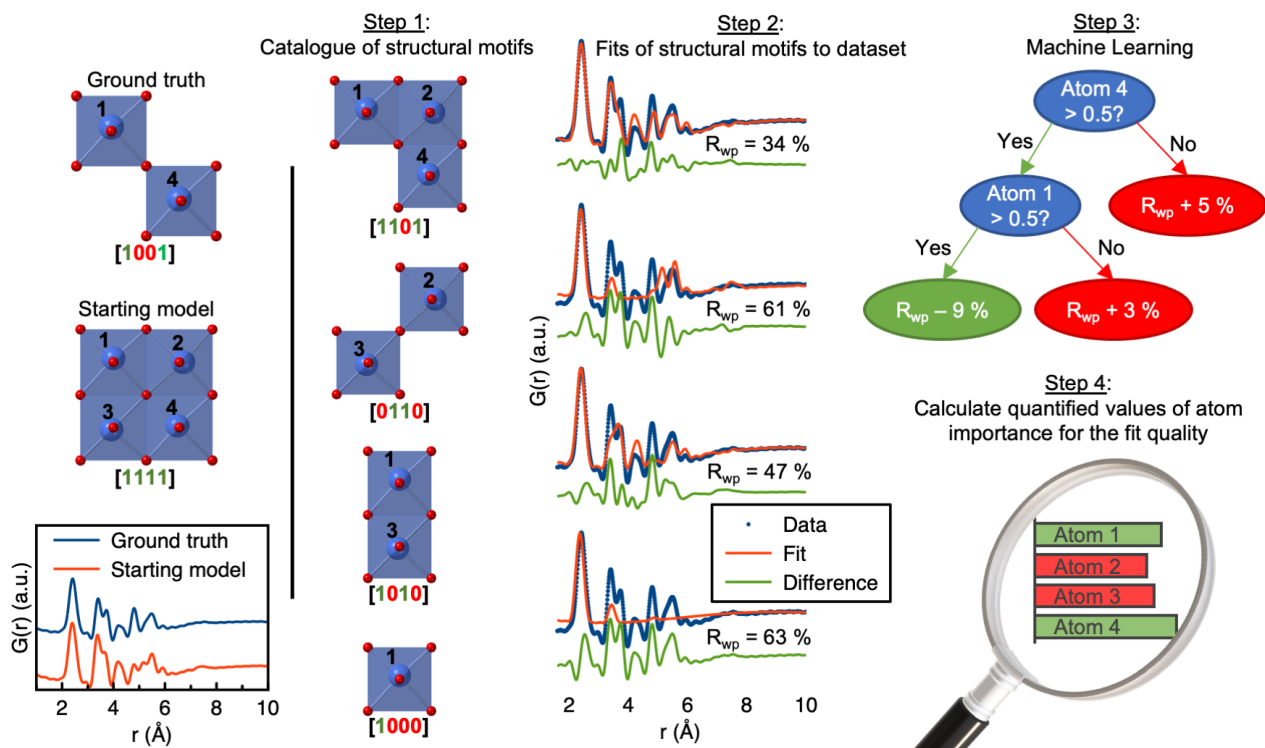 Ground truth
1
4
[1001]
Starting model
1
2
3
4
[1111]
G(r) (a.u.)
Ground truth
Starting model
2
4
6
8
10
r (Å)
Step 1:
Catalogue of structural motifs
1
2
4
[1101]
2
3
[0110]
1
3
[1010]
1
[1000]
Step 2:
Fits of structural motifs to dataset
G(r) (a.u.)
Rwp = 34 %
Rwp = 61 %
Rwp = 47 %
Data
Fit
Difference
Rwp = 63 %
2
4
6
8
10
r (Å)
Step 3:
Machine Learning
Atom 4
> 0.5?
Yes
No
Atom 1
> 0.5?
Rwp + 5 %
Yes
No
Rwp – 9 %
Rwp + 3 %
Step 4:
Calculate quantified values of atom
importance for the fit quality
Atom 1
Atom 2
Atom 3
Atom 4